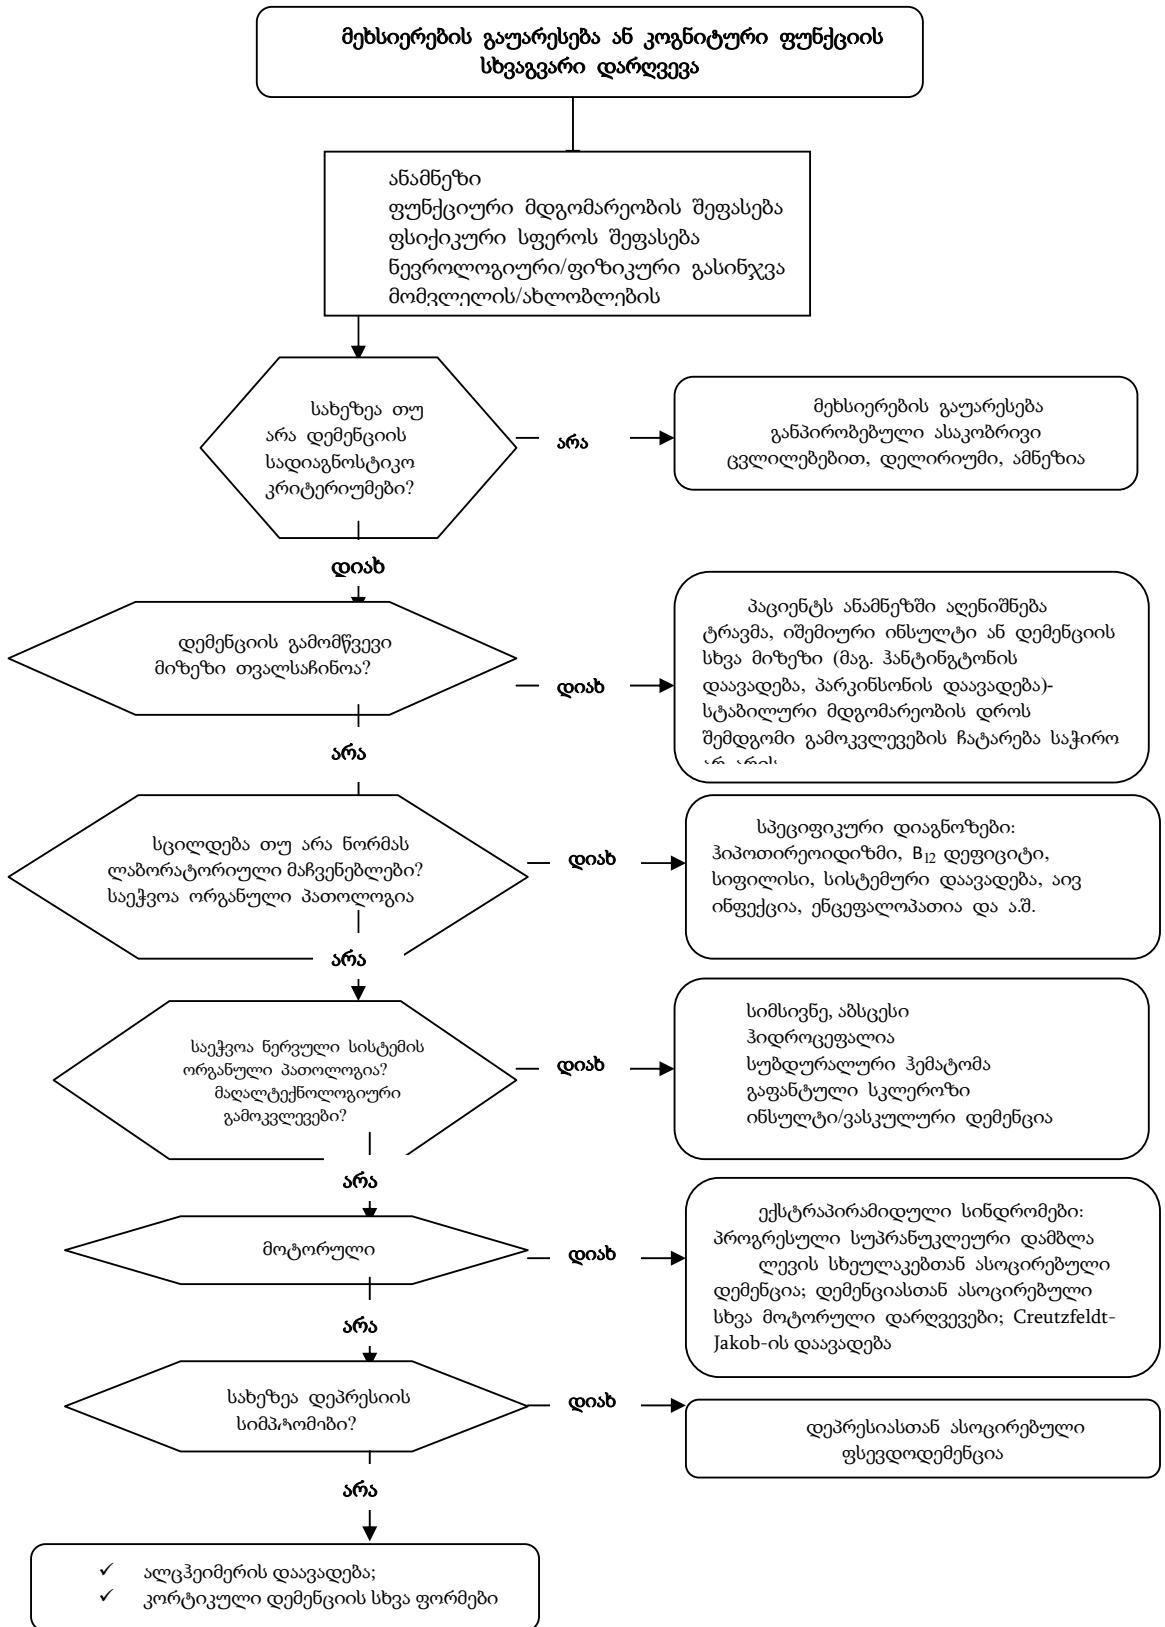 მეხსიერების გაუარესება ან კოგნიტური ფუნქციის
სხვაგვარი დარღვევა
ანამნეზი
ფუნქციური მდგომარეობის შეფასება
ფსიქიკური სფეროს შეფასება
ნევროლოგიური/ფიზიკური გასინჯვა
მომვლელის/ახლობლების
სახეზეა თუ
არა დემენციის
სადიაგნოსტიკო
კრიტერიუმები?
არა
მეხსიერების გაუარესება
განპირობებული ასაკობრივი
ცვლილებებით, დელირიუმი, ამნეზია
დიახ
დემენციის გამომწვევი
მიზეზი თვალსაჩინოა?
დიახ
პაციენტს ანამნეზში აღენიშნება
ტრავმა, იშემიური ინსულტი ან დემენციის
სხვა მიზეზი (მაგ. ჰანტინგტონის
დაავადება, პარკინსონის დაავადება)-
სტაბილური მდგომარეობის დროს
შემდგომი გამოკვლევების ჩატარება საჭირო
არ არის
არა
სცილდება თუ არა ნორმას
ლაბორატორიული მაჩვენებლები?
საეჭვოა ორგანული პათოლოგია
დიახ
სპეციფიკური დიაგნოზები:
ჰიპოთირეოიდიზმი, B12 დეფიციტი,
სიფილისი, სისტემური დაავადება, აივ
ინფექცია, ენცეფალოპათია და ა.შ.
არა
საეჭვოა ნერვული სისტემის
ორგანული პათოლოგია?
მაღალტექნოლოგიური
გამოკვლევები?
დიახ
სიმსივნე, აბსცესი
ჰიდროცეფალია
სუბდურალური ჰემატომა
გაფანტული სკლეროზი
ინსულტი/ვასკულური დემენცია
არა
მოტორული
დიახ
ექსტრაპირამიდული სინდრომები:
პროგრესული სუპრანუკლეური დამბლა
ლევის სხეულაკებთან ასოცირებული
დემენცია; დემენციასთან ასოცირებული
სხვა მოტორული დარღვევები; Creutzfeldt-
Jakob-ის დაავადება
არა
სახეზეა დეპრესიის
სიმპტომები?
დიახ
დეპრესიასთან ასოცირებული
ფსევდოდემენცია
არა
✓ ალცჰეიმერის დაავადება;
✓ კორტიკული დემენციის სხვა ფორმები